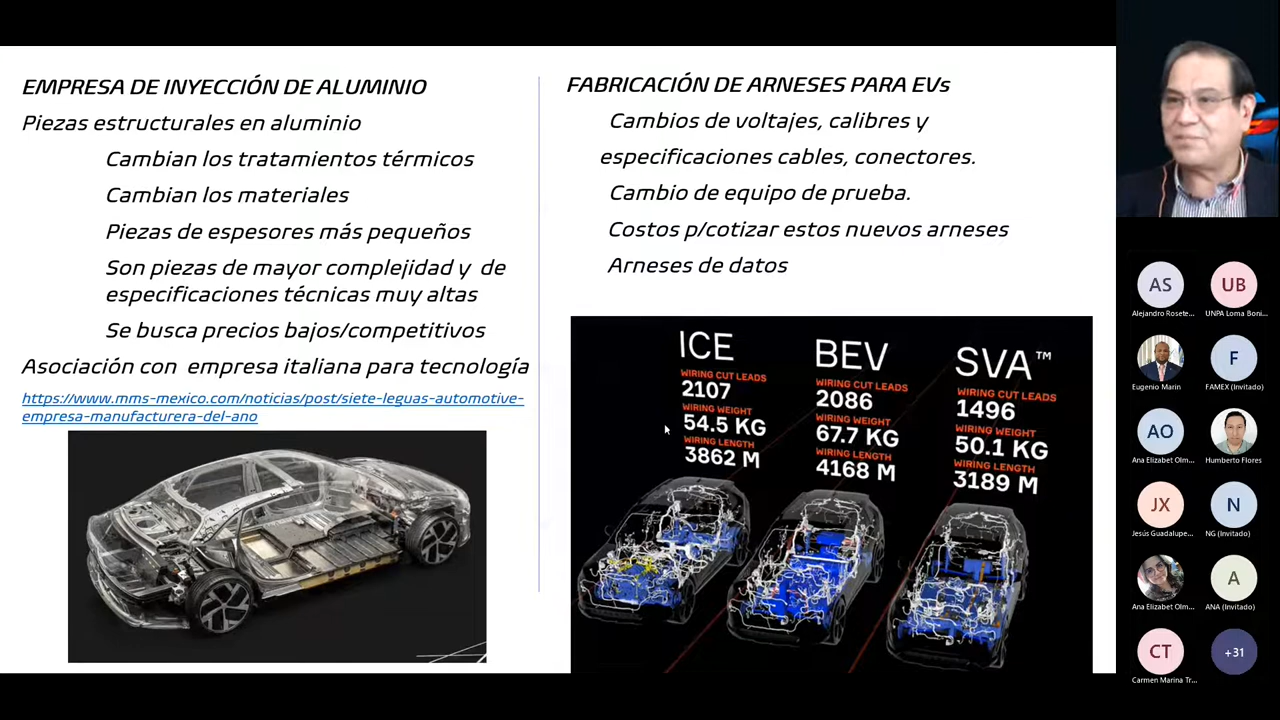 EMPRESA DE INYECCIÓN DE ALUMINIO
Piezas estructurales en aluminio
Cambian los tratamientos térmicos
Cambian los materiales
Piezas de espesores más pequeños
Son piezas de mayor complejidad y de
especificaciones técnicas muy altas
Se busca precios bajos/competitivos
Asociación con empresa italiana para tecnología
https://www.mms-mexico.com/noticias/post/siete-leguas-automotive-
empresa-manufacturera-del-ano
FABRICACIÓN DE ARNESES PARA EVs
Cambios de voltajes, calibres y
especificaciones cables, conectores.
Cambio de equipo de prueba.
Costos p/cotizar estos nuevos arneses
Arneses de datos
ICE
WIRING CUT LEADS
2107
WIRING WEIGHT
54.5 KG
WIRING LENGTH
3862 M
BEV
WIRING CUT LEADS
2086
WIRING WEIGHT
67.7 KG
WIRING LENGTH
4168 M
SVA™
WIRING CUT LEADS
1496
WIRING WEIGHT
50.1 KG
WIRING LENGTH
3189 M
AS
Alejandro Rosete...
UB
UNPA Loma Boni...
Eugenio Marin
F
FAMEX (Invitado)
AO
Ana Elizabet Olm...
Humberto Flores
JX
Jesús Guadalupe...
N
NG (Invitado)
Ana Elizabet Olm...
A
ANA (Invitado)
CT
Carmen Marina Tr...
+31